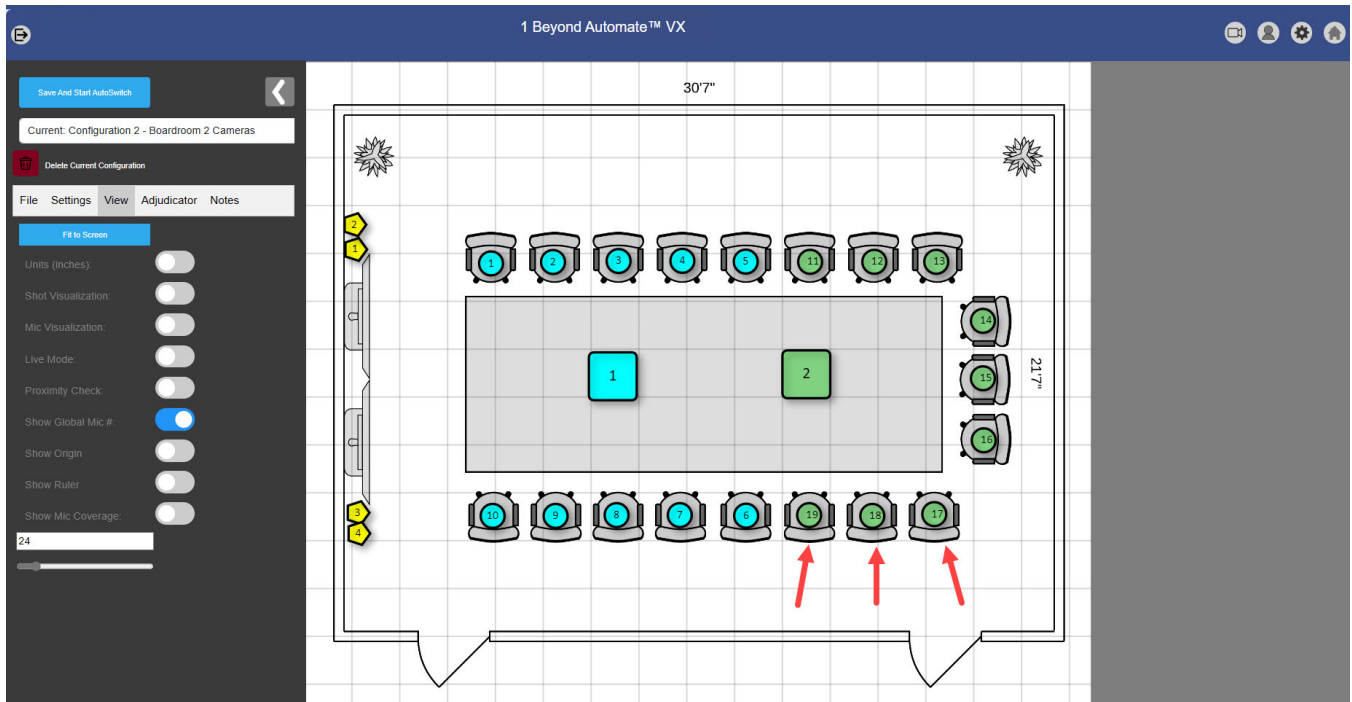 1 Beyond Automate™ VX
Save And Start AutoSwitch
Current: Configuration 2 - Boardroom 2 Cameras
Delete Current Configuration
File Settings View Adjudicator Notes
Fit to Screen
Units (inches):
Shot Visualization:
Mic Visualization:
Live Mode:
Proximity Check:
Show Global Mic #:
Show Origin
Show Ruler
Show Mic Coverage:
24
30'7"
2
1
1 2 3 4 5 11 12 13
14
1 2
15
21'7"
16
3
4
10 9 8 7 6 19 18 17